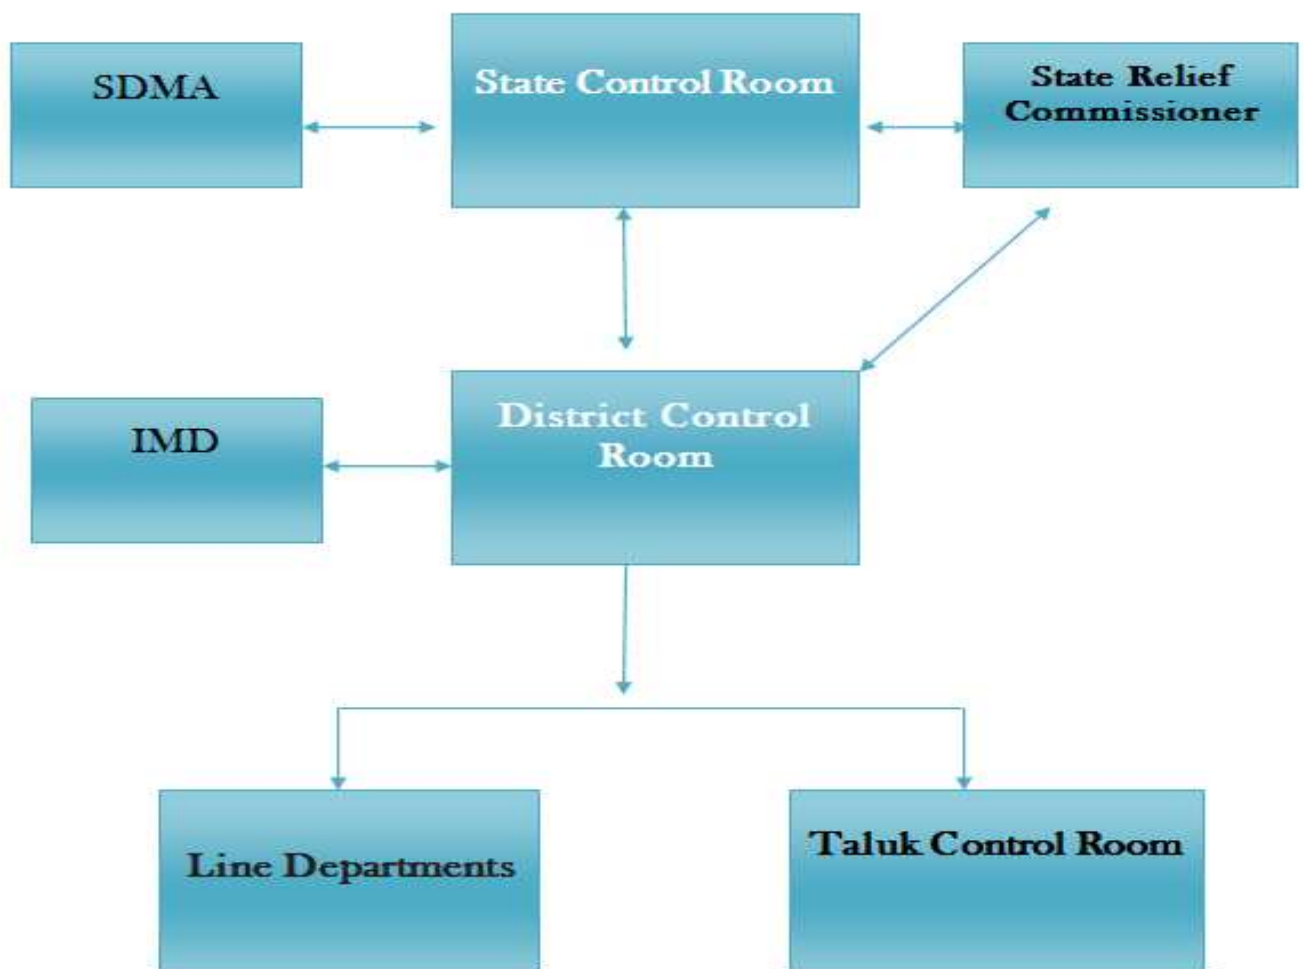 SDMA
State Control Room
State Relief
Commissioner
IMD
District Control
Room
Line Departments
Taluk Control Room